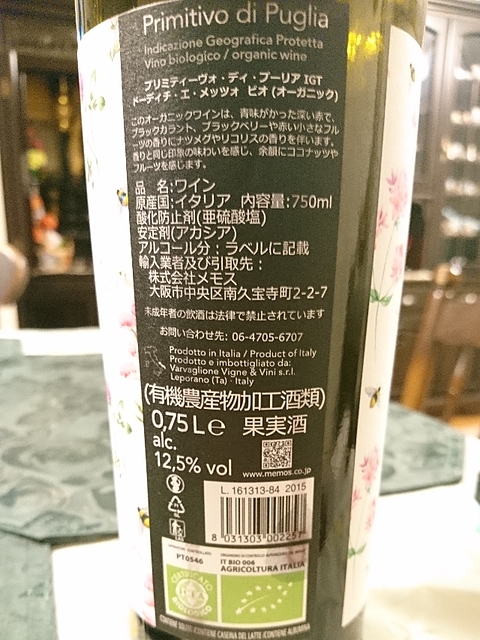 Primitivo di Puglia
Indicazione Geografica Protetta
Vino biologico / organic wine
プリミティーヴォ・ディ・プーリア IGT
ドーディチ・エ・メッツォ ビオ (オーガニック)
このオーガニックワインは、青味がかった深い赤で、
ブラックカラント、ブラックベリーや赤い小さなフル
ーツの香りにナツメグやリコリスの香りを伴います。
香りと同じ印象の味わいを感じ、余韻にココナッツや
フルーツを感じます。
品 名:ワイン
原産国:イタリア 内容量:750ml
酸化防止剤(亜硫酸塩)
安定剤(アカシア)
アルコール分：ラベルに記載
輸入業者及び引取先：
株式会社メモス
大阪市中央区南久宝寺町2-2-7
未成年者の飲酒は法律で禁止されています
お問い合わせ先: 06-4705-6707
Prodotto in Italia / Product of Italy
Prodotto e imbottigliato da:
Varvaglione Vigne & Vini s.r.l.
Leporano (Ta) - Italy
(有機農産物加工酒類)
0,75 L e 果実酒
alc.
12,5% vol
www.memos.co.jp
L. 161313-84 2015
8 031303 002257
PT0546
IT BIO 006
AGRICOLTURA ITALIA
CERTIFICATO
BIOLOGICO
CONTIENE SOLFITI/CONTIENE CASEINA DEL LATTE/CONTIENE ALBUMINA